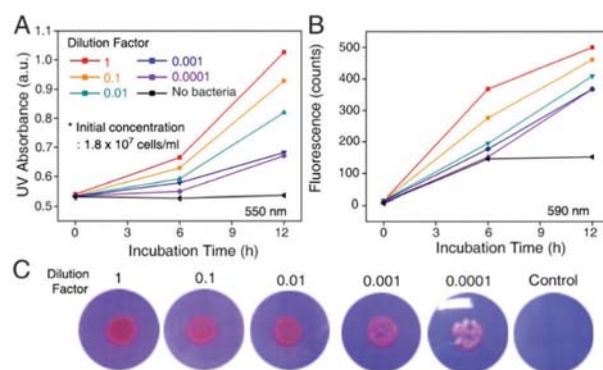 A
Dilution Factor
1
0.1
0.01
0.001
0.0001
No bacteria
* Initial concentration
: 1.8 x 10⁷ cells/ml
UV Absorbance (a.u.)
1.1
1.0
0.9
0.8
0.7
0.6
0.5
550 nm
0 3 6 9 12
Incubation Time (h)
B
Fluorescence (counts)
500
400
300
200
100
0
590 nm
0 3 6 9 12
Incubation Time (h)
C
Dilution
Factor
1 0.1 0.01 0.001 0.0001 Control